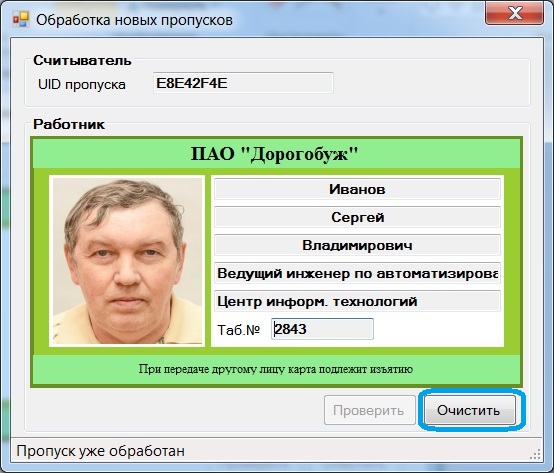 Обработка новых пропусков
Считыватель
UID пропуска E8E42F4E
Работник
ПАО "Дорогобуж"
Иванов
Сергей
Владимирович
Ведущий инженер по автоматизирова
Центр информ. технологий
Таб.№ 2843
При передаче другому лицу карта подлежит изъятию
Проверить Очистить
Пропуск уже обработан